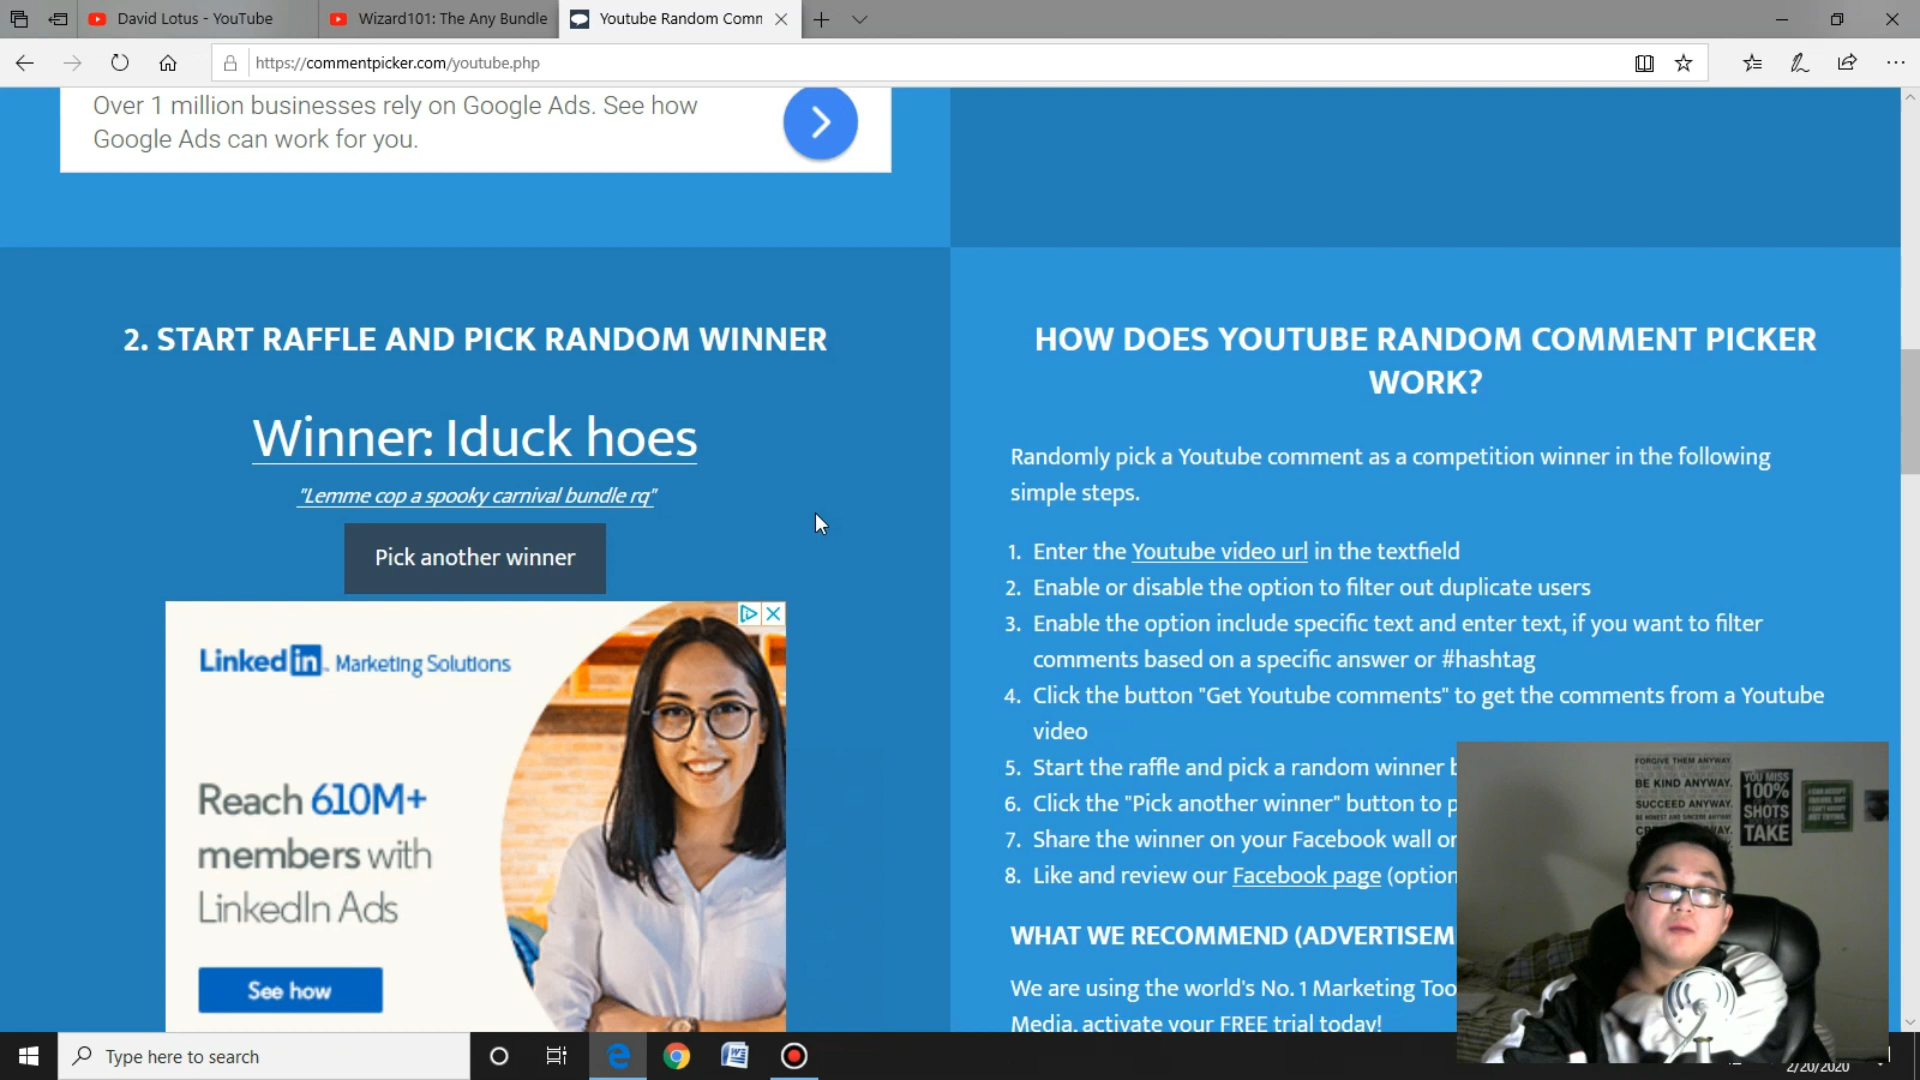 David Lotus - YouTube
Wizard101: The Any Bundle
Youtube Random Comm
https://commentpicker.com/youtube.php
Over 1 million businesses rely on Google Ads. See how
Google Ads can work for you.
2. START RAFFLE AND PICK RANDOM WINNER
Winner: Iduck hoes
"Lemme cop a spooky carnival bundle rq"
Pick another winner
LinkedIn Marketing Solutions
Reach 610M+
members with
LinkedIn Ads
See how
HOW DOES YOUTUBE RANDOM COMMENT PICKER
WORK?
Randomly pick a Youtube comment as a competition winner in the following
simple steps.
1. Enter the Youtube video url in the textfield
2. Enable or disable the option to filter out duplicate users
3. Enable the option include specific text and enter text, if you want to filter
comments based on a specific answer or #hashtag
4. Click the button "Get Youtube comments" to get the comments from a Youtube
video
5. Start the raffle and pick a random winner
6. Click the "Pick another winner" button to
7. Share the winner on your Facebook wall or
8. Like and review our Facebook page (option
WHAT WE RECOMMEND (ADVERTISEM
We are using the world's No. 1 Marketing Too
Media, activate your FREE trial today!
FORGIVE THEM ANYWAY.
BE KIND ANYWAY.
SUCCEED ANYWAY.
YOU MISS
100%
SHOTS
TAKE
Type here to search
2/20/2020